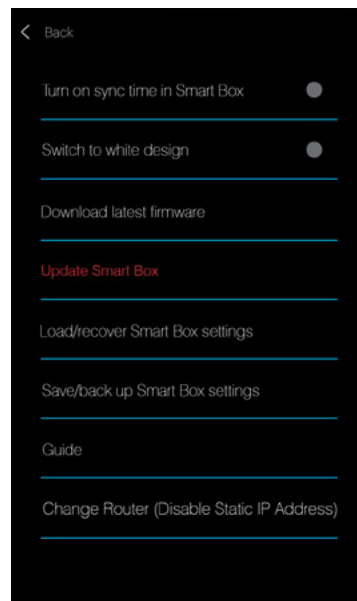 Back
Turn on sync time in Smart Box
Switch to white design
Download latest firmware
Update Smart Box
Load/recover Smart Box settings
Save/back up Smart Box settings
Guide
Change Router (Disable Static IP Address)